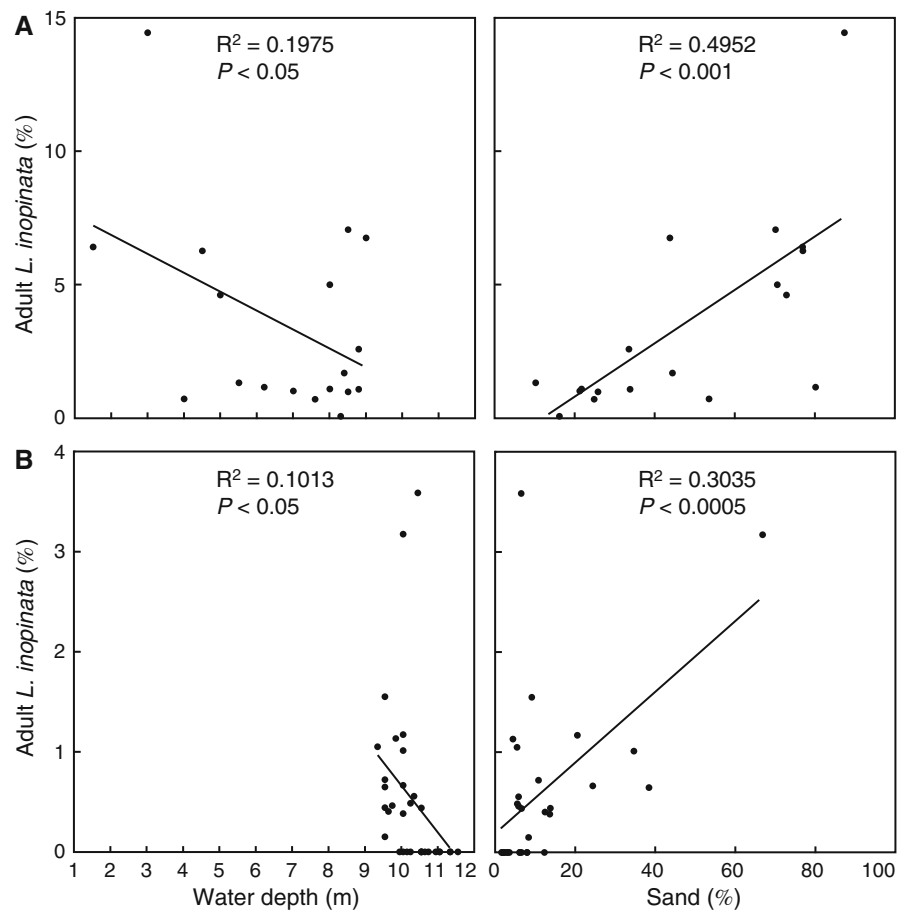 A
15
10
5
0
Adult L. inopinata (%)
R² = 0.1975
P < 0.05
R² = 0.4952
P < 0.001
B
4
3
2
1
0
Adult L. inopinata (%)
R² = 0.1013
P < 0.05
R² = 0.3035
P < 0.0005
1 2 3 4 5 6 7 8 9 10 11 12
Water depth (m)
0 20 40 60 80 100
Sand (%)